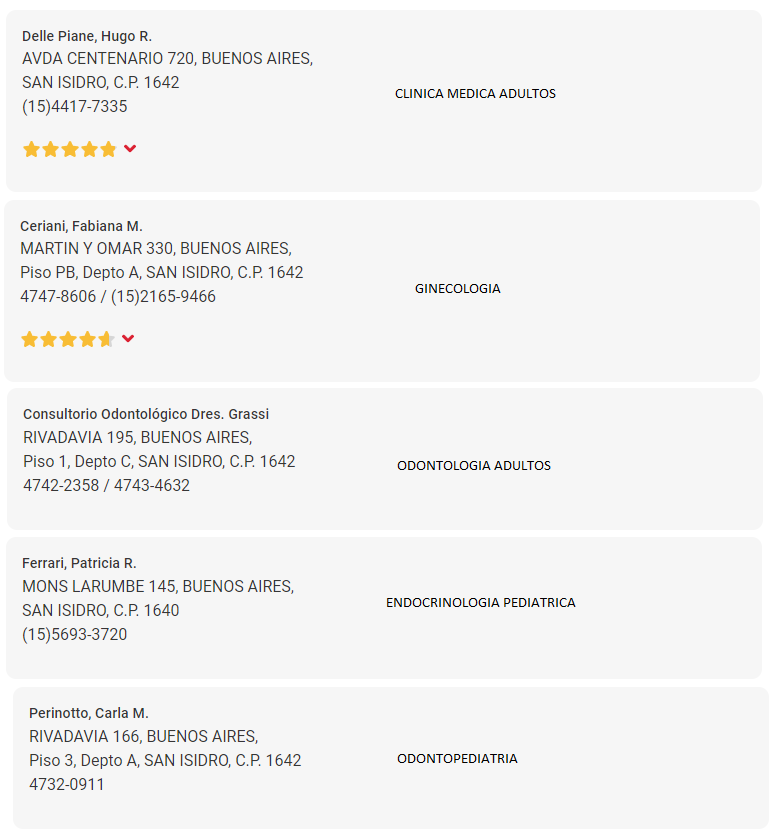 Delle Piane, Hugo R.
AVDA CENTENARIO 720, BUENOS AIRES,
SAN ISIDRO, C.P. 1642
(15)4417-7335
CLINICA MEDICA ADULTOS
Ceriani, Fabiana M.
MARTIN Y OMAR 330, BUENOS AIRES,
Piso PB, Depto A, SAN ISIDRO, C.P. 1642
4747-8606 / (15)2165-9466
GINECOLOGIA
Consultorio Odontológico Dres. Grassi
RIVADAVIA 195, BUENOS AIRES,
Piso 1, Depto C, SAN ISIDRO, C.P. 1642
4742-2358 / 4743-4632
ODONTOLOGIA ADULTOS
Ferrari, Patricia R.
MONS LARUMBE 145, BUENOS AIRES,
SAN ISIDRO, C.P. 1640
(15)5693-3720
ENDOCRINOLOGIA PEDIATRICA
Perinotto, Carla M.
RIVADAVIA 166, BUENOS AIRES,
Piso 3, Depto A, SAN ISIDRO, C.P. 1642
4732-0911
ODONTOPEDIATRIA